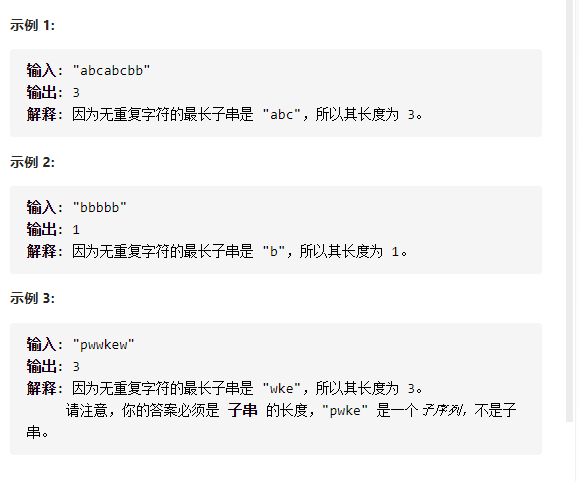 示例 1:
输入: "abcabcbb"
输出: 3
解释: 因为无重复字符的最长子串是 "abc"，所以其长度为 3。
示例 2:
输入: "bbbbb"
输出: 1
解释: 因为无重复字符的最长子串是 "b"，所以其长度为 1。
示例 3:
输入: "pwwkew"
输出: 3
解释: 因为无重复字符的最长子串是 "wke"，所以其长度为 3。
请注意，你的答案必须是 子串 的长度，"pwke" 是一个子序列，不是子
串。